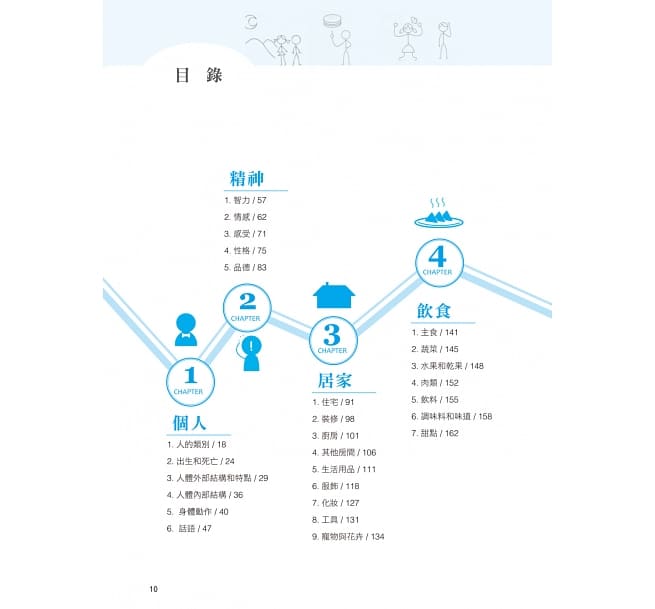 目 錄
1
CHAPTER
個人
1. 人的類別 / 18
2. 出生和死亡 / 24
3. 人體外部結構和特點 / 29
4. 人體內部結構 / 36
5. 身體動作 / 40
6. 話語 / 47
精神
1. 智力 / 57
2. 情感 / 62
3. 感受 / 71
4. 性格 / 75
5. 品德 / 83
2
CHAPTER
!
3
CHAPTER
居家
1. 住宅 / 91
2. 裝修 / 98
3. 廚房 / 101
4. 其他房間 / 106
5. 生活用品 / 111
6. 服飾 / 118
7. 化妝 / 127
8. 工具 / 131
9. 寵物與花卉 / 134
4
CHAPTER
飲食
1. 主食 / 141
2. 蔬菜 / 145
3. 水果和乾果 / 148
4. 肉類 / 152
5. 飲料 / 155
6. 調味料和味道 / 158
7. 甜點 / 162
10